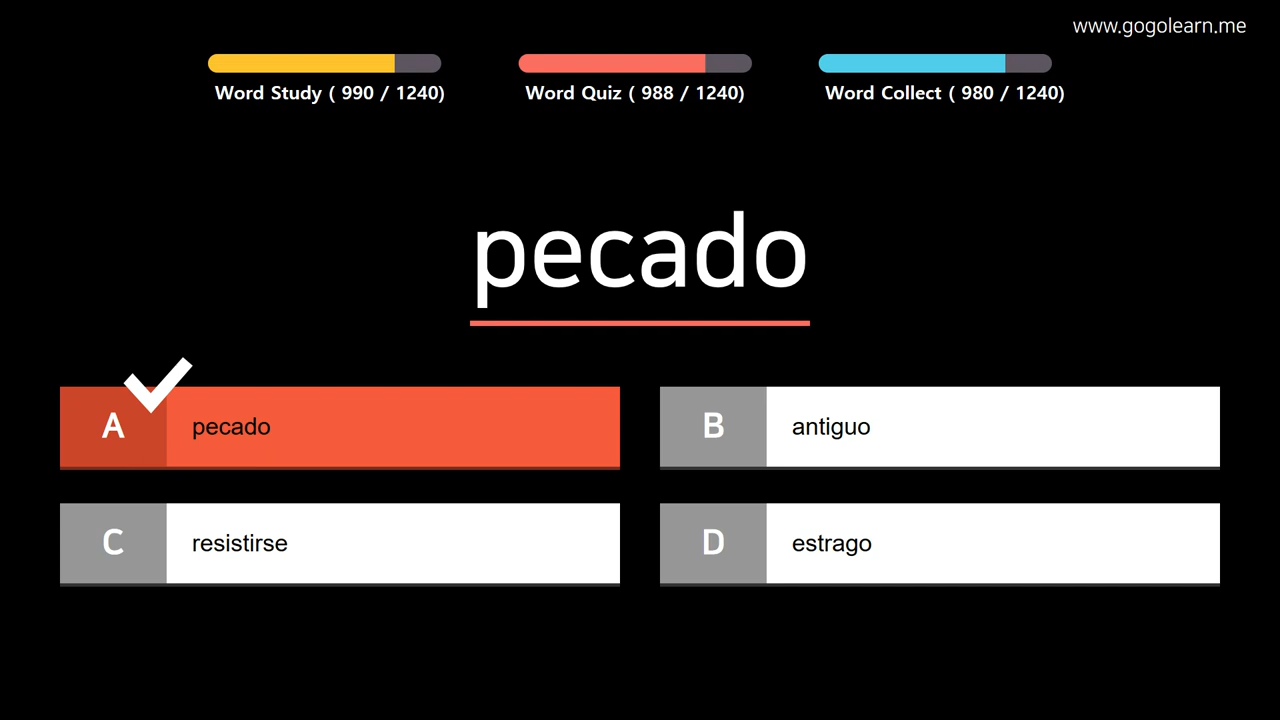 www.gogolearn.me
Word Study ( 990 / 1240)
Word Quiz ( 988 / 1240)
Word Collect ( 980 / 1240)
pecado
A pecado
B antiguo
C resistirse
D estrago